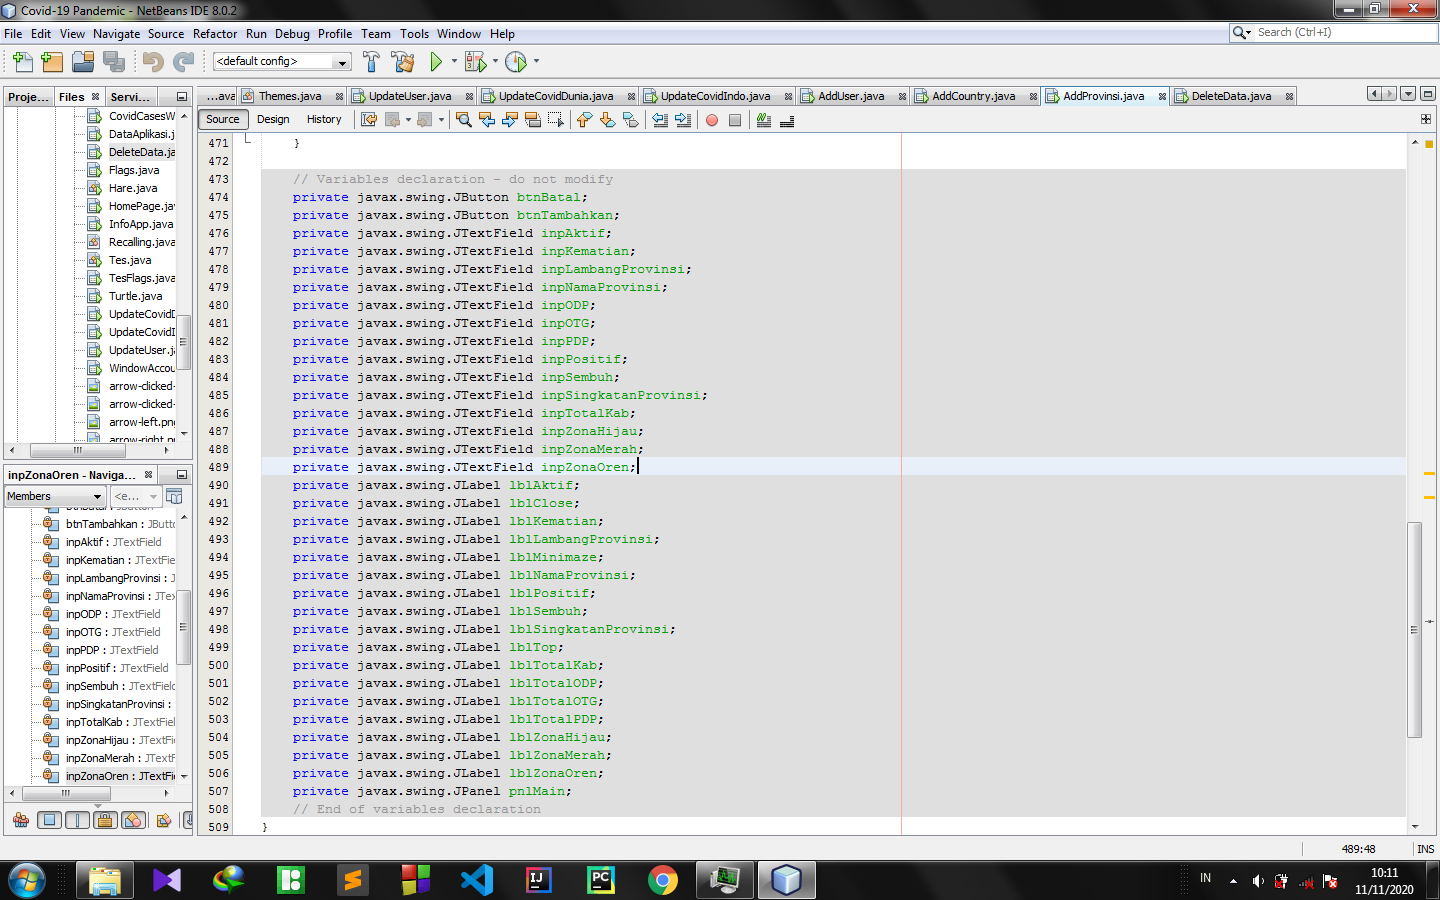 Covid-19 Pandemic - NetBeans IDE 8.0.2
File Edit View Navigate Source Refactor Run Debug Profile Team Tools Window Help
Search (Ctrl+I)
<default config>
Proje... Files Servi...
...ava Themes.java UpdateUser.java UpdateCovidDunia.java UpdateCovidIndo.java AddUser.java AddCountry.java AddProvinsi.java DeleteData.java
Source Design History
CovidCasesW
DataAplikasi.j
DeleteData.ja
Flags.java
Hare.java
HomePage.jav
InfoApp.java
Recalling.java
Tes.java
TesFlags.java
Turtle.java
UpdateCovidD
UpdateCovidI
UpdateUser.ja
WindowAccou
arrow-clicked-
arrow-clicked-
arrow-left.png
arrow-right.pn
inpZonaOren - Naviga...
Members <e...
btnBatal : JButton
btnTambahkan : JButto
inpAktif : JTextField
inpKematian : JTextFie
inpLambangProvinsi : J
inpNamaProvinsi : JTex
inpODP : JTextField
inpOTG : JTextField
inpPDP : JTextField
inpPositif : JTextField
inpSembuh : JTextField
inpSingkatanProvinsi :
inpTotalKab : JTextFiel
inpZonaHijau : JTextFi
inpZonaMerah : JTextF
inpZonaOren : JTextFi
471 }
472
473 // Variables declaration - do not modify
474 private javax.swing.JButton btnBatal;
475 private javax.swing.JButton btnTambahkan;
476 private javax.swing.JTextField inpAktif;
477 private javax.swing.JTextField inpKematian;
478 private javax.swing.JTextField inpLambangProvinsi;
479 private javax.swing.JTextField inpNamaProvinsi;
480 private javax.swing.JTextField inpODP;
481 private javax.swing.JTextField inpOTG;
482 private javax.swing.JTextField inpPDP;
483 private javax.swing.JTextField inpPositif;
484 private javax.swing.JTextField inpSembuh;
485 private javax.swing.JTextField inpSingkatanProvinsi;
486 private javax.swing.JTextField inpTotalKab;
487 private javax.swing.JTextField inpZonaHijau;
488 private javax.swing.JTextField inpZonaMerah;
489 private javax.swing.JTextField inpZonaOren;
490 private javax.swing.JLabel lblAktif;
491 private javax.swing.JLabel lblClose;
492 private javax.swing.JLabel lblKematian;
493 private javax.swing.JLabel lblLambangProvinsi;
494 private javax.swing.JLabel lblMinimaze;
495 private javax.swing.JLabel lblNamaProvinsi;
496 private javax.swing.JLabel lblPositif;
497 private javax.swing.JLabel lblSembuh;
498 private javax.swing.JLabel lblSingkatanProvinsi;
499 private javax.swing.JLabel lblTop;
500 private javax.swing.JLabel lblTotalKab;
501 private javax.swing.JLabel lblTotalODP;
502 private javax.swing.JLabel lblTotalOTG;
503 private javax.swing.JLabel lblTotalPDP;
504 private javax.swing.JLabel lblZonaHijau;
505 private javax.swing.JLabel lblZonaMerah;
506 private javax.swing.JLabel lblZonaOren;
507 private javax.swing.JPanel pnlMain;
508 // End of variables declaration
509 }
489:48 INS
IJ
PC
IN
10:11
11/11/2020